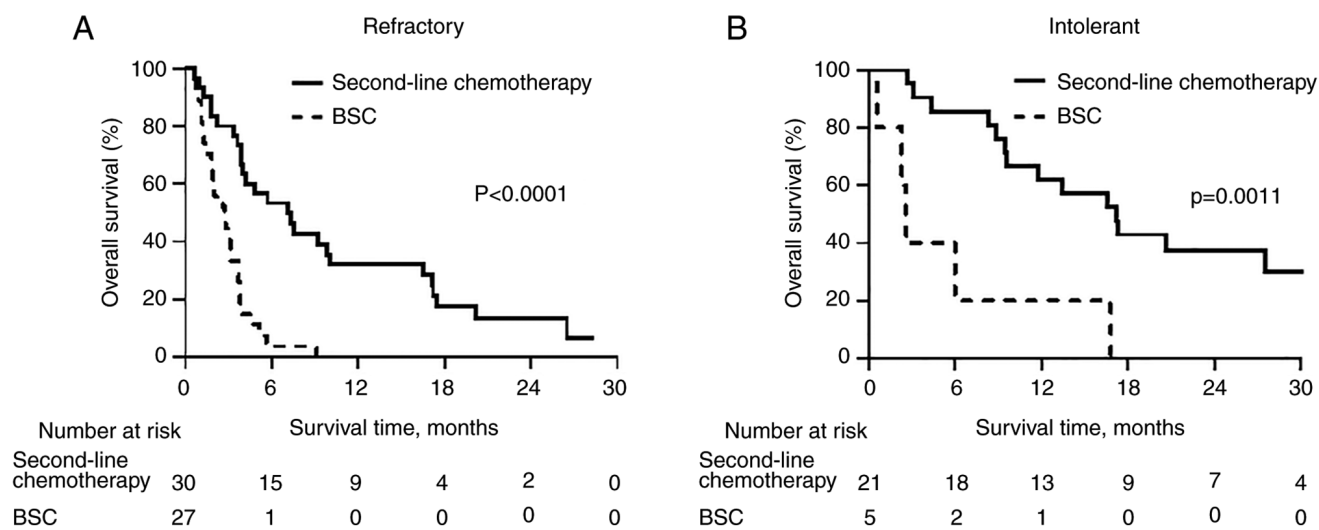 A
Refractory
100
80
60
40
20
0
Overall survival (%)
Second-line chemotherapy
BSC
P<0.0001
0 6 12 18 24 30
Survival time, months
Number at risk
Second-line
chemotherapy 30 15 9 4 2 0
BSC 27 1 0 0 0 0
B
Intolerant
100
80
60
40
20
0
Overall survival (%)
Second-line chemotherapy
BSC
p=0.0011
0 6 12 18 24 30
Survival time, months
Number at risk
Second-line
chemotherapy 21 18 13 9 7 4
BSC 5 2 1 0 0 0